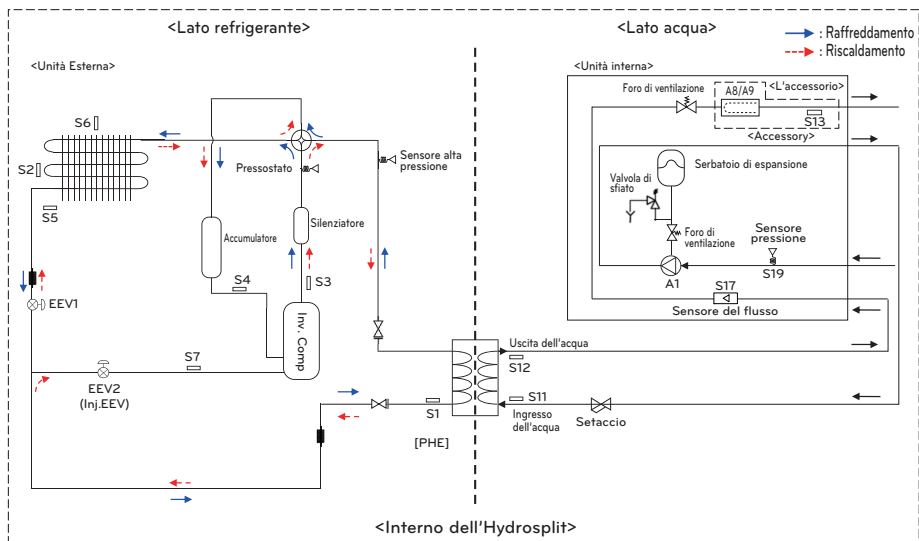 <Lato refrigerante>
<Lato acqua>
: Raffreddamento
: Riscaldamento
<Unità Esterna>
<Unità interna>
Foro di ventilazione
A8/A9
<L'accessorio>
S13
<Accessory>
S6
S2
S5
Pressostato
Sensore alta
pressione
Serbatoio di espansione
Valvola di
sfiato
Foro di
ventilazione
Sensore
pressione
S19
A1
S17
Sensore del flusso
Accumulatore
Silenziatore
S4
S3
EEV1
Inv. Comp
S7
EEV2
(Inj.EEV)
Uscita dell'acqua
S12
S11
Ingresso
dell'acqua
Setaccio
S1
[PHE]
<Interno dell'Hydrosplit>